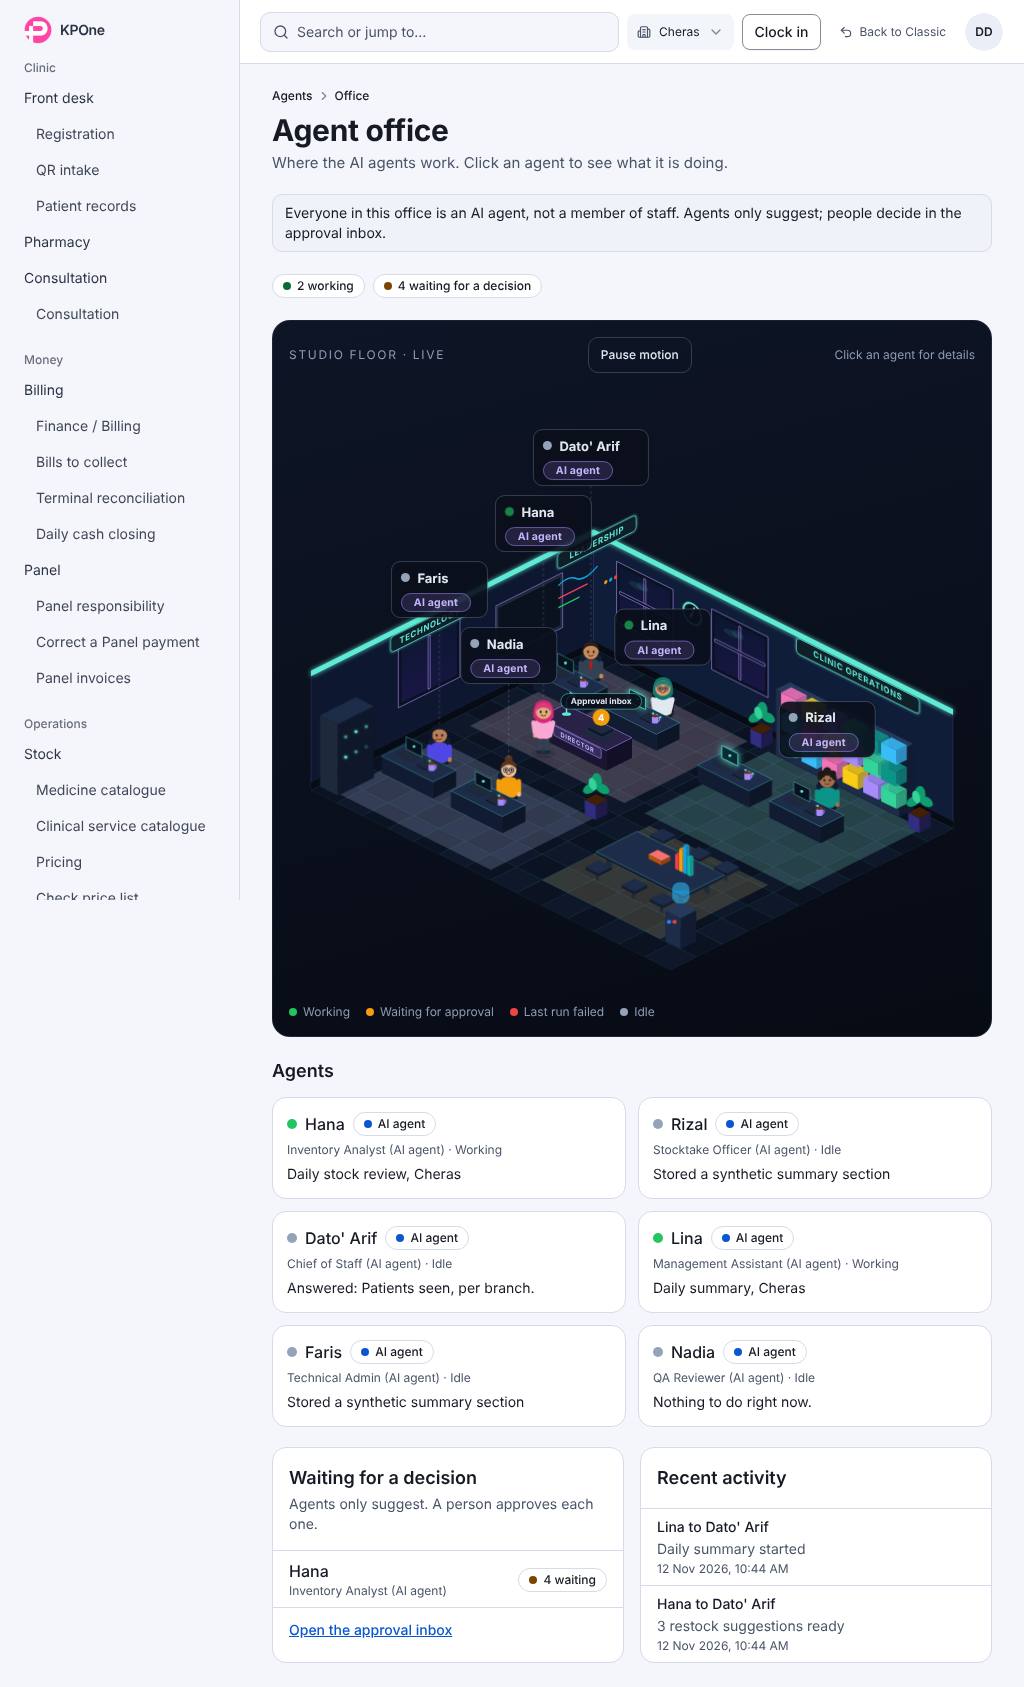 KPOne
Clinic
Front desk
Registration
QR intake
Patient records
Pharmacy
Consultation
Consultation
Money
Billing
Finance / Billing
Bills to collect
Terminal reconciliation
Daily cash closing
Panel
Panel responsibility
Correct a Panel payment
Panel invoices
Operations
Stock
Medicine catalogue
Clinical service catalogue
Pricing
Check price list
Search or jump to...
Cheras
Clock in
Back to Classic
DD
Agents > Office
Agent office
Where the AI agents work. Click an agent to see what it is doing.
Everyone in this office is an AI agent, not a member of staff. Agents only suggest; people decide in the
approval inbox.
2 working
4 waiting for a decision
STUDIO FLOOR · LIVE
Pause motion
Click an agent for details
Dato' Arif
AI agent
Hana
AI agent
Faris
AI agent
Nadia
AI agent
Lina
AI agent
CLINIC OPERATIONS
Approval inbox
4
DIRECTOR
Rizal
AI agent
Working
Waiting for approval
Last run failed
Idle
Agents
Hana
AI agent
Inventory Analyst (AI agent) · Working
Daily stock review, Cheras
Rizal
AI agent
Stocktake Officer (AI agent) · Idle
Stored a synthetic summary section
Dato' Arif
AI agent
Chief of Staff (AI agent) · Idle
Answered: Patients seen, per branch.
Lina
AI agent
Management Assistant (AI agent) · Working
Daily summary, Cheras
Faris
AI agent
Technical Admin (AI agent) · Idle
Stored a synthetic summary section
Nadia
AI agent
QA Reviewer (AI agent) · Idle
Nothing to do right now.
Waiting for a decision
Agents only suggest. A person approves each
one.
Hana
Inventory Analyst (AI agent)
4 waiting
Open the approval inbox
Recent activity
Lina to Dato' Arif
Daily summary started
12 Nov 2026, 10:44 AM
Hana to Dato' Arif
3 restock suggestions ready
12 Nov 2026, 10:44 AM